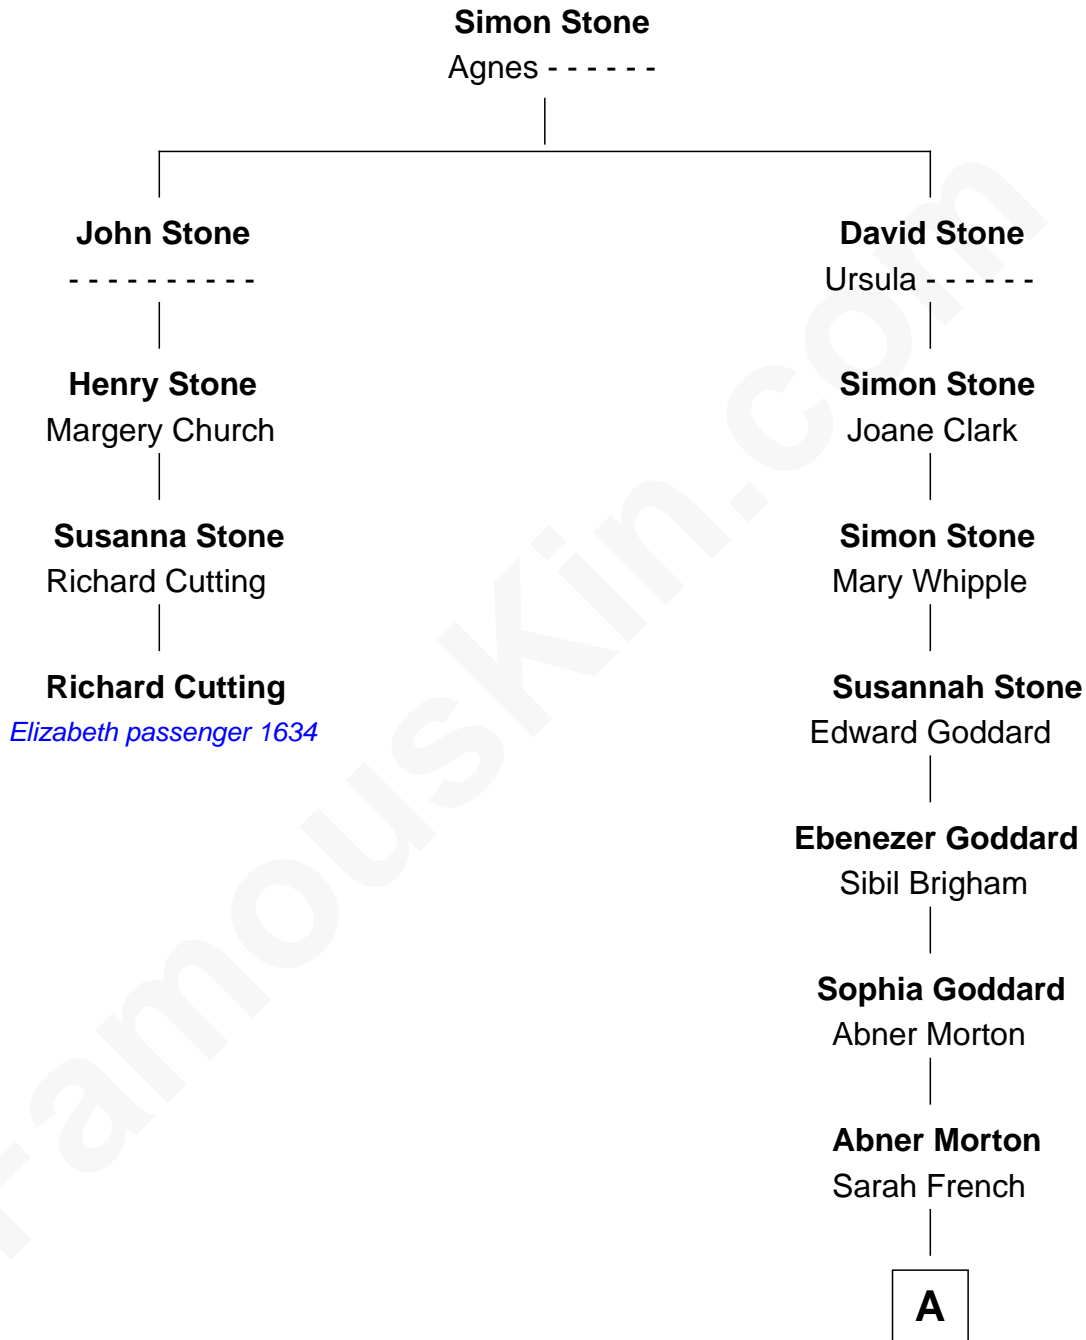 Simon Stone
Agnes - - - - - -
John Stone
- - - - - - - - - -
Henry Stone
Margery Church
Susanna Stone
Richard Cutting
Richard Cutting
Elizabeth passenger 1634
David Stone
Ursula - - - - - -
Simon Stone
Joane Clark
Simon Stone
Mary Whipple
Susannah Stone
Edward Goddard
Ebenezer Goddard
Sibil Brigham
Sophia Goddard
Abner Morton
Abner Morton
Sarah French
A
FamousKin.com